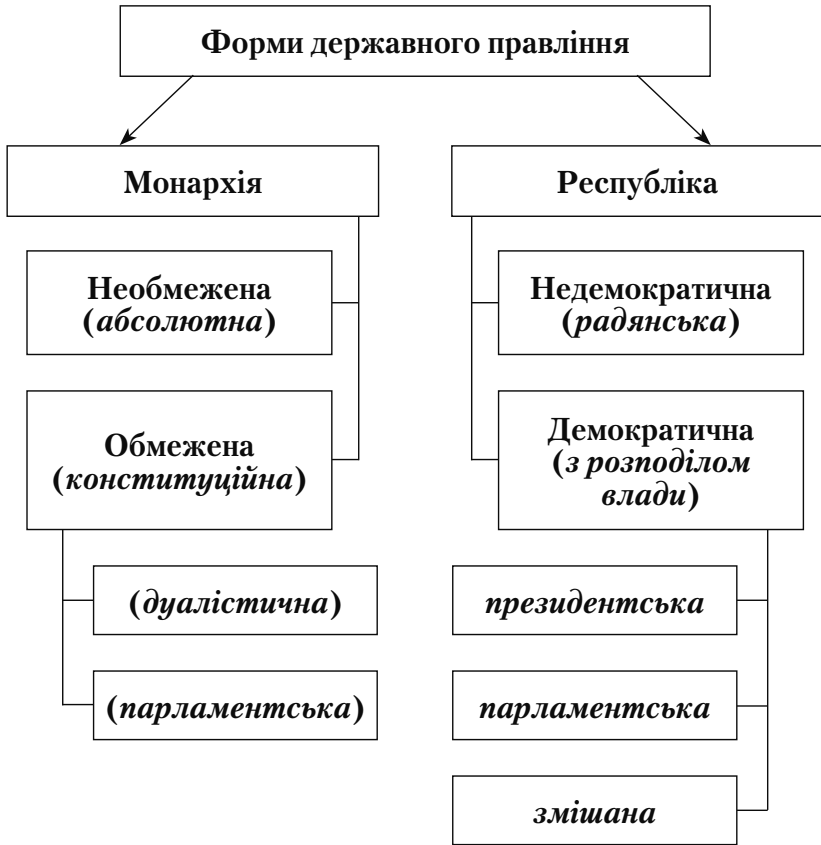 Форми державного правління
Монархія
Необмежена
(абсолютна)
Обмежена
(конституційна)
(дуалістична)
(парламентська)
Республіка
Недемократична
(радянська)
Демократична
(з розподілом
влади)
президентська
парламентська
змішана